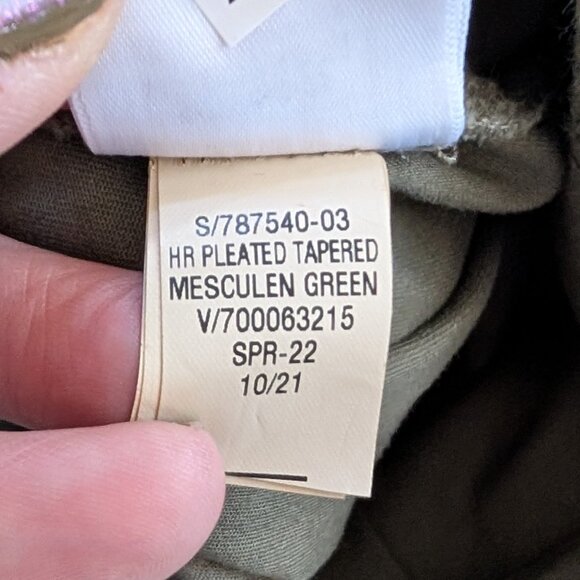 S/787540-03
HR PLEATED TAPERED
MESCULEN GREEN
V/700063215
SPR-22
10/21